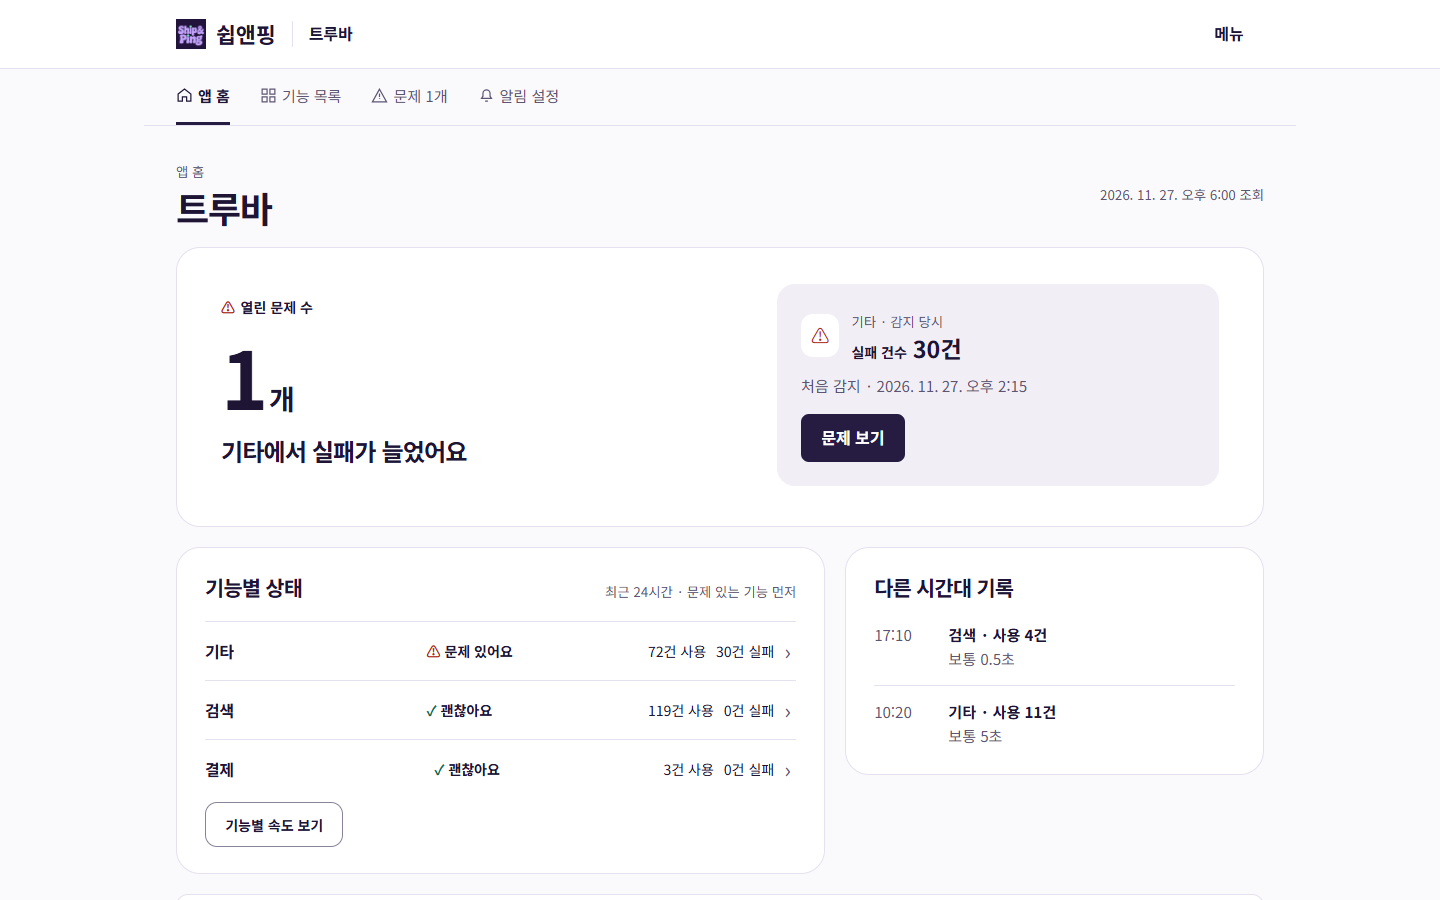 Ship&
Ping
쉽앤핑
트루바
메뉴
앱 홈
기능 목록
문제 1개
알림 설정
앱 홈
트루바
2026. 11. 27. 오후 6:00 조회
열린 문제 수
1개
기타에서 실패가 늘었어요
기타 · 감지 당시
실패 건수 30건
처음 감지 · 2026. 11. 27. 오후 2:15
문제 보기
기능별 상태
최근 24시간 · 문제 있는 기능 먼저
기타 문제 있어요 72건 사용 30건 실패
검색 괜찮아요 119건 사용 0건 실패
결제 괜찮아요 3건 사용 0건 실패
기능별 속도 보기
다른 시간대 기록
17:10 검색 · 사용 4건
보통 0.5초
10:20 기타 · 사용 11건
보통 5초